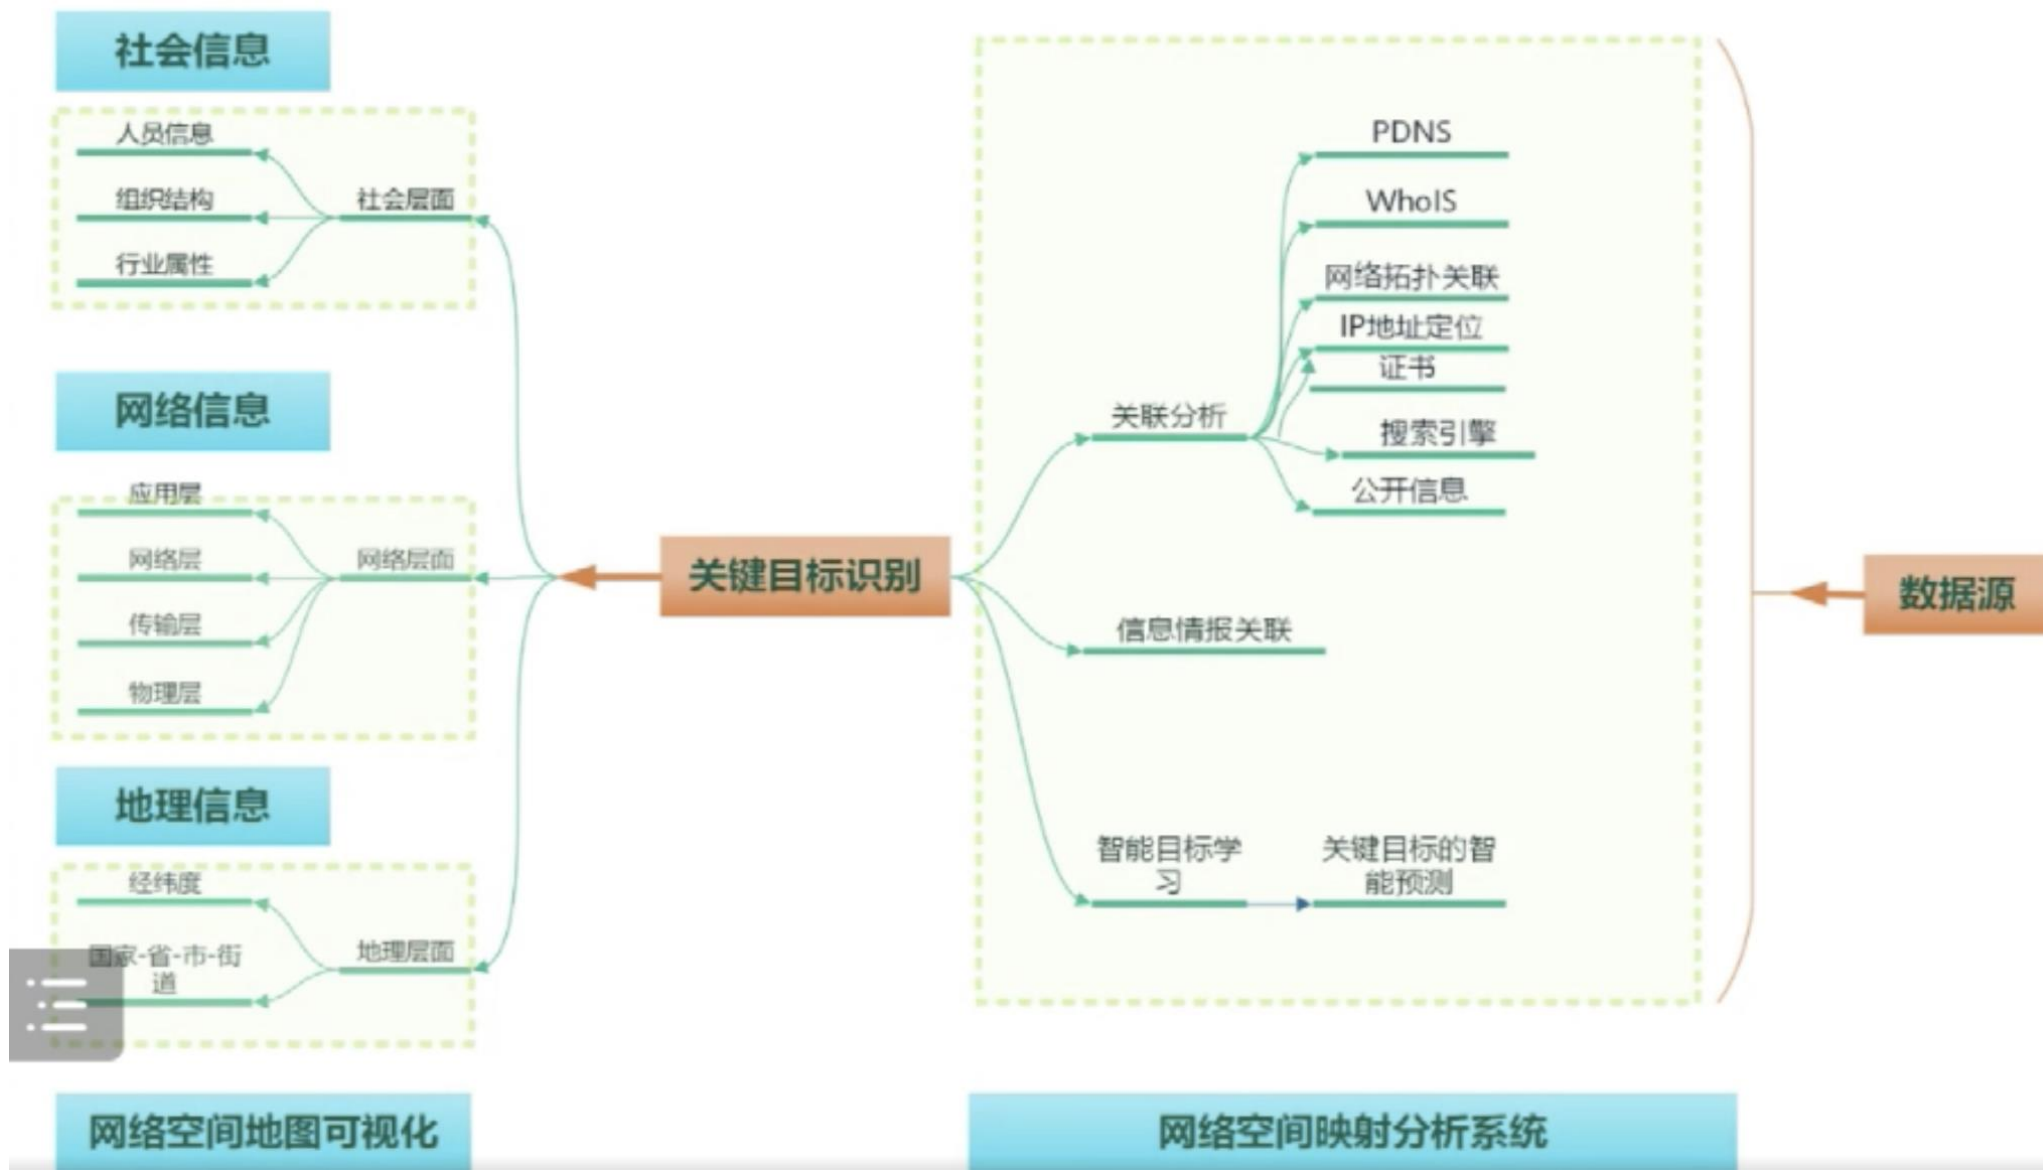 社会信息
人员信息
组织结构
行业属性
社会层面
网络信息
应用层
网络层
传输层
物理层
网络层面
地理信息
经纬度
国家-省-市-街
道
地理层面
网络空间地图可视化
关键目标识别
PDNS
WhoIS
网络拓扑关联
IP地址定位
证书
搜索引擎
公开信息
关联分析
信息情报关联
智能目标学
习
关键目标的智
能预测
网络空间映射分析系统
数据源